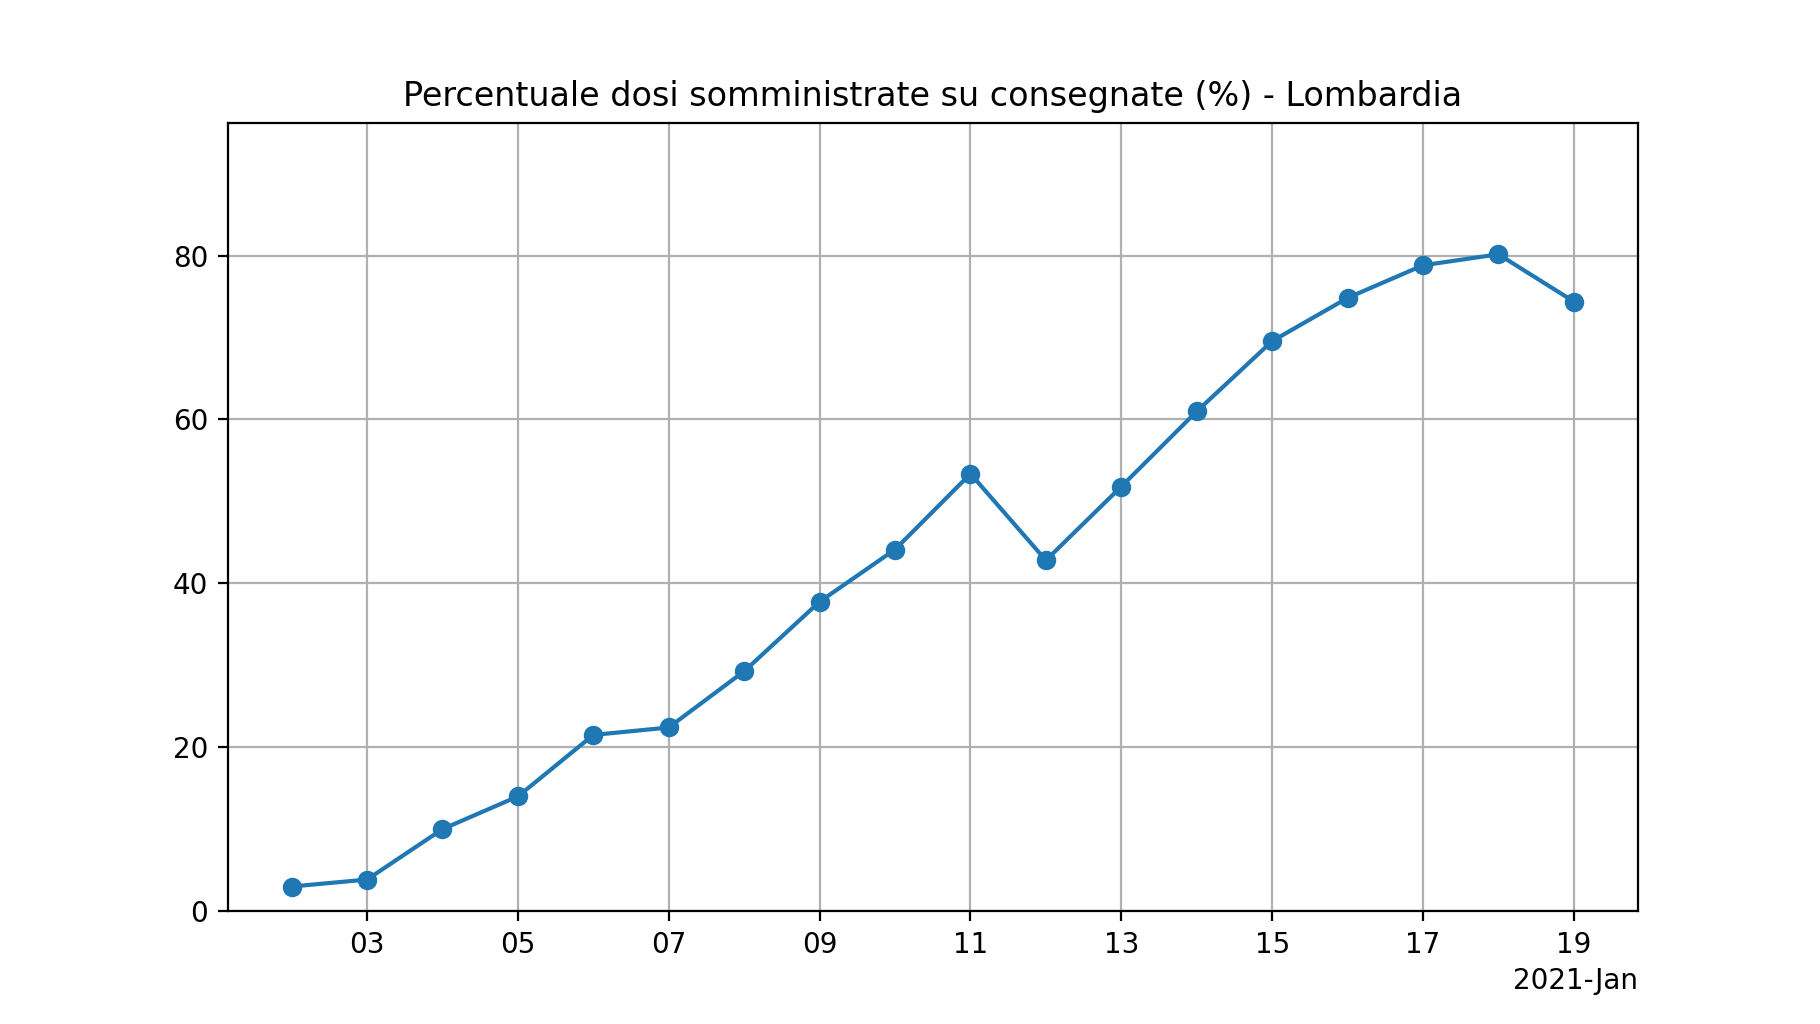 Percentuale dosi somministrate su consegnate (%) - Lombardia
80
60
40
20
0
03 05 07 09 11 13 15 17 19
2021-Jan